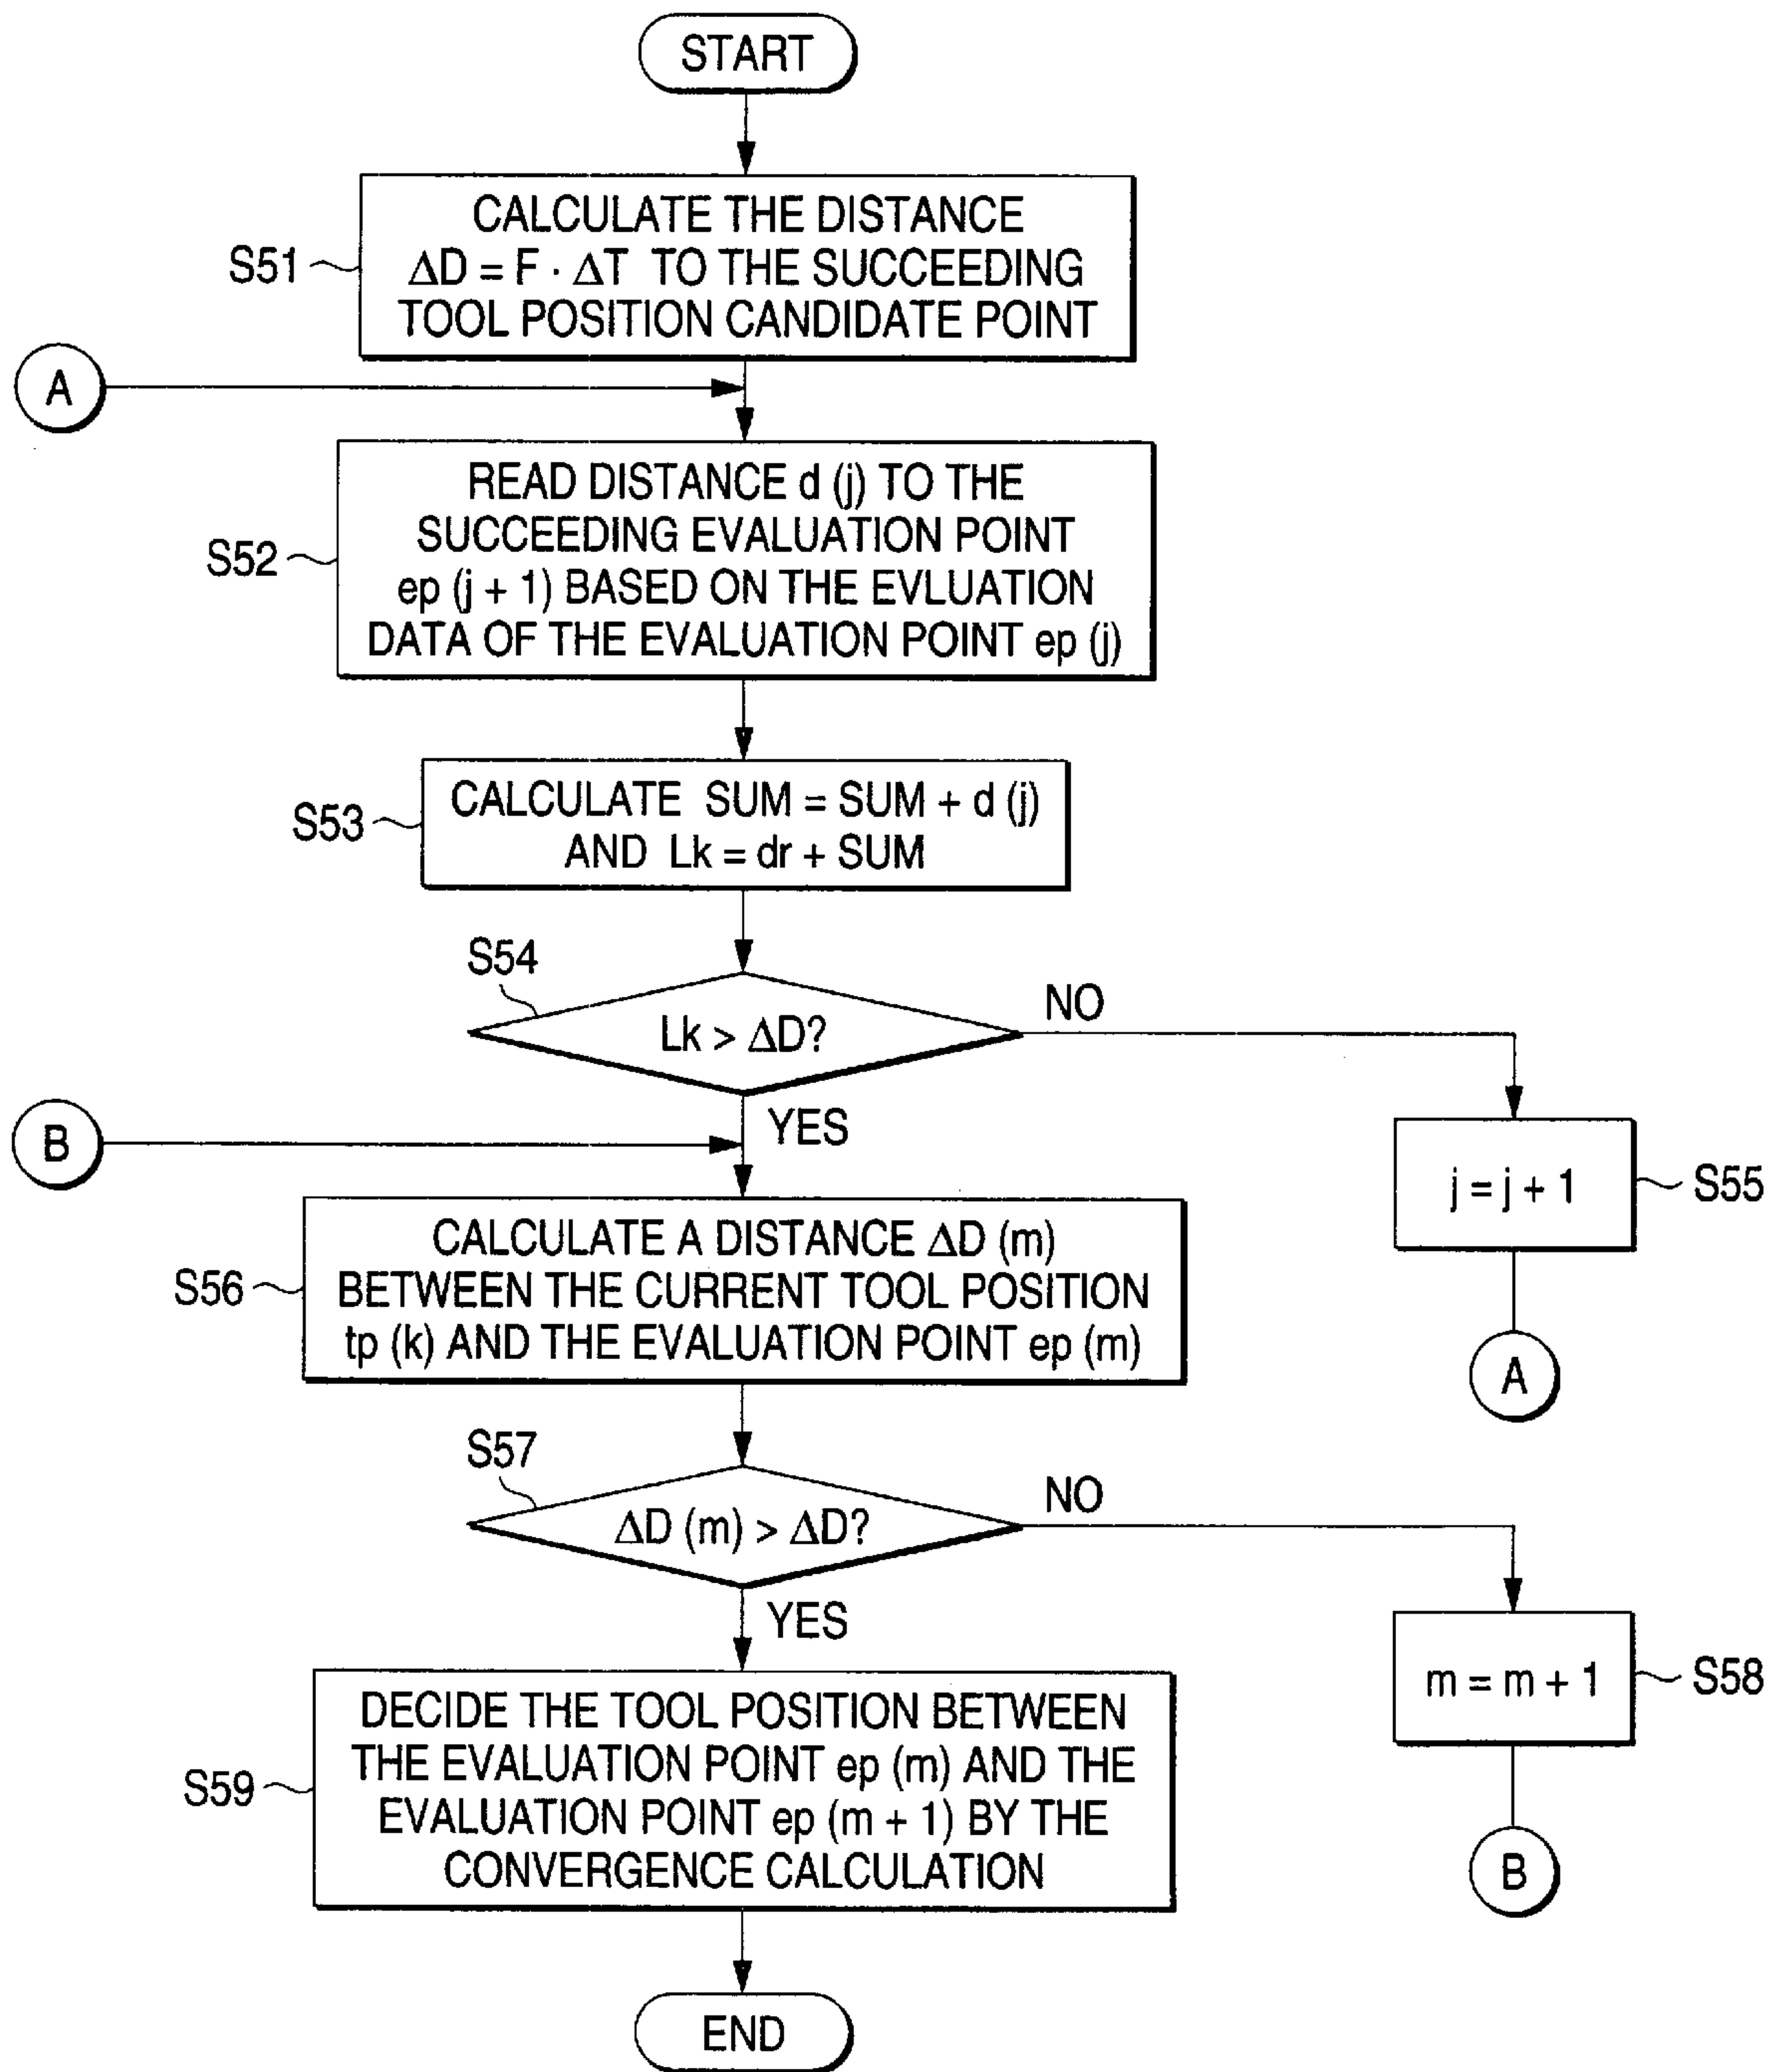 START
CALCULATE THE DISTANCE
ΔD = F · ΔT TO THE SUCCEEDING
TOOL POSITION CANDIDATE POINT
S51
A
READ DISTANCE d (j) TO THE
SUCCEEDING EVALUATION POINT
ep (j + 1) BASED ON THE EVLUATION
DATA OF THE EVALUATION POINT ep (j)
S52
CALCULATE SUM = SUM + d (j)
AND Lk = dr + SUM
S53
S54
Lk > ΔD?
NO
YES
B
j = j + 1
S55
A
CALCULATE A DISTANCE ΔD (m)
BETWEEN THE CURRENT TOOL POSITION
tp (k) AND THE EVALUATION POINT ep (m)
S56
S57
ΔD (m) > ΔD?
NO
YES
m = m + 1
S58
B
DECIDE THE TOOL POSITION BETWEEN
THE EVALUATION POINT ep (m) AND THE
EVALUATION POINT ep (m + 1) BY THE
CONVERGENCE CALCULATION
S59
END